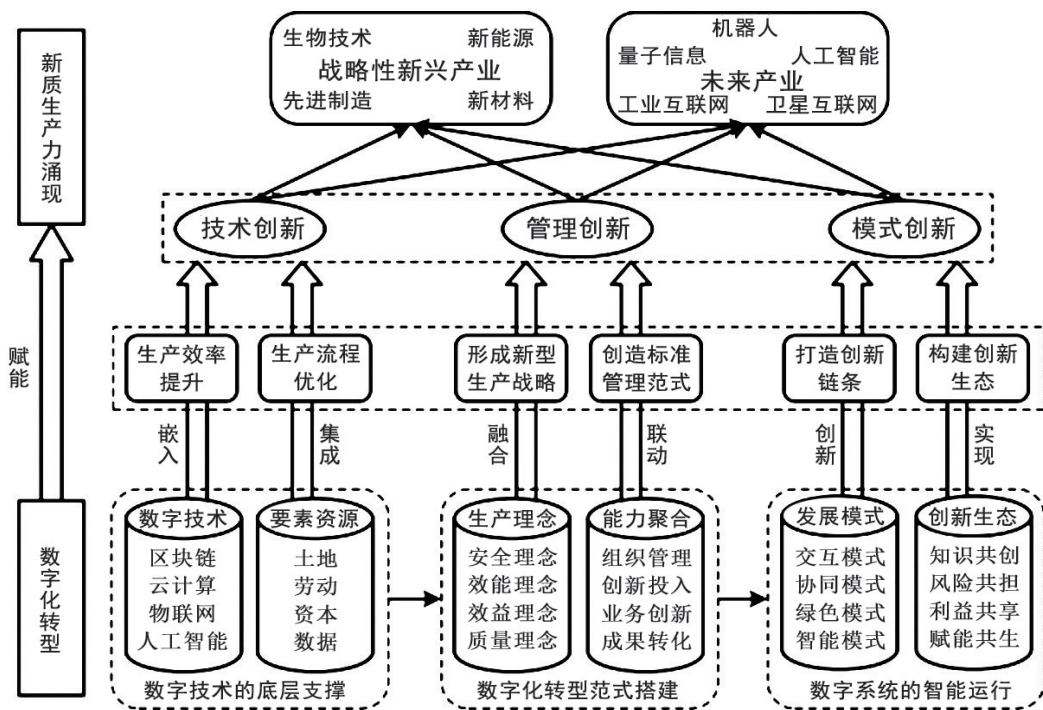 生物技术 新能源
战略性新兴产业
先进制造 新材料
机器人
量子信息 人工智能
未来产业
工业互联网 卫星互联网
新质生产力涌现
技术创新 管理创新 模式创新
赋能
生产效率
提升
生产流程
优化
形成新型
生产战略
创造标准
管理范式
打造创新
链条
构建创新
生态
嵌入
集成
融合
联动
创新
实现
数字化转型
数字技术
区块链
云计算
物联网
人工智能
要素资源
土地
劳动
资本
数据
数字技术的底层支撑
生产理念
安全理念
效能理念
效益理念
质量理念
能力聚合
组织管理
创新投入
业务创新
成果转化
数字化转型范式搭建
发展模式
交互模式
协同模式
绿色模式
智能模式
创新生态
知识共创
风险共担
利益共享
赋能共生
数字系统的智能运行